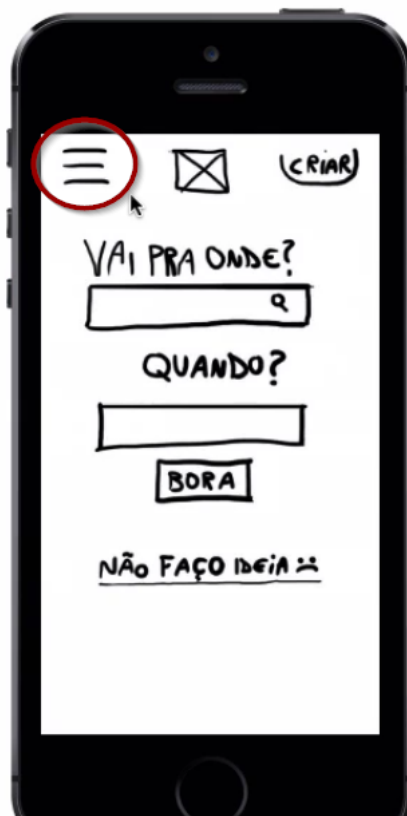 CRIAR
VAI PRA ONDE?
QUANDO?
BORA
NÃO FAÇO IDEIA :(